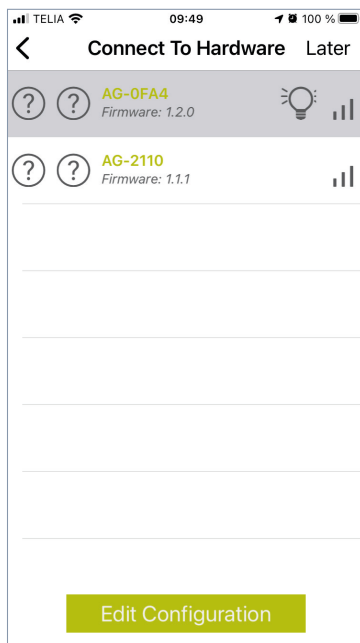 TELIA 09:49 100 %
Connect To Hardware Later
? ? AG-0FA4
Firmware: 1.2.0
? ? AG-2110
Firmware: 1.1.1
Edit Configuration